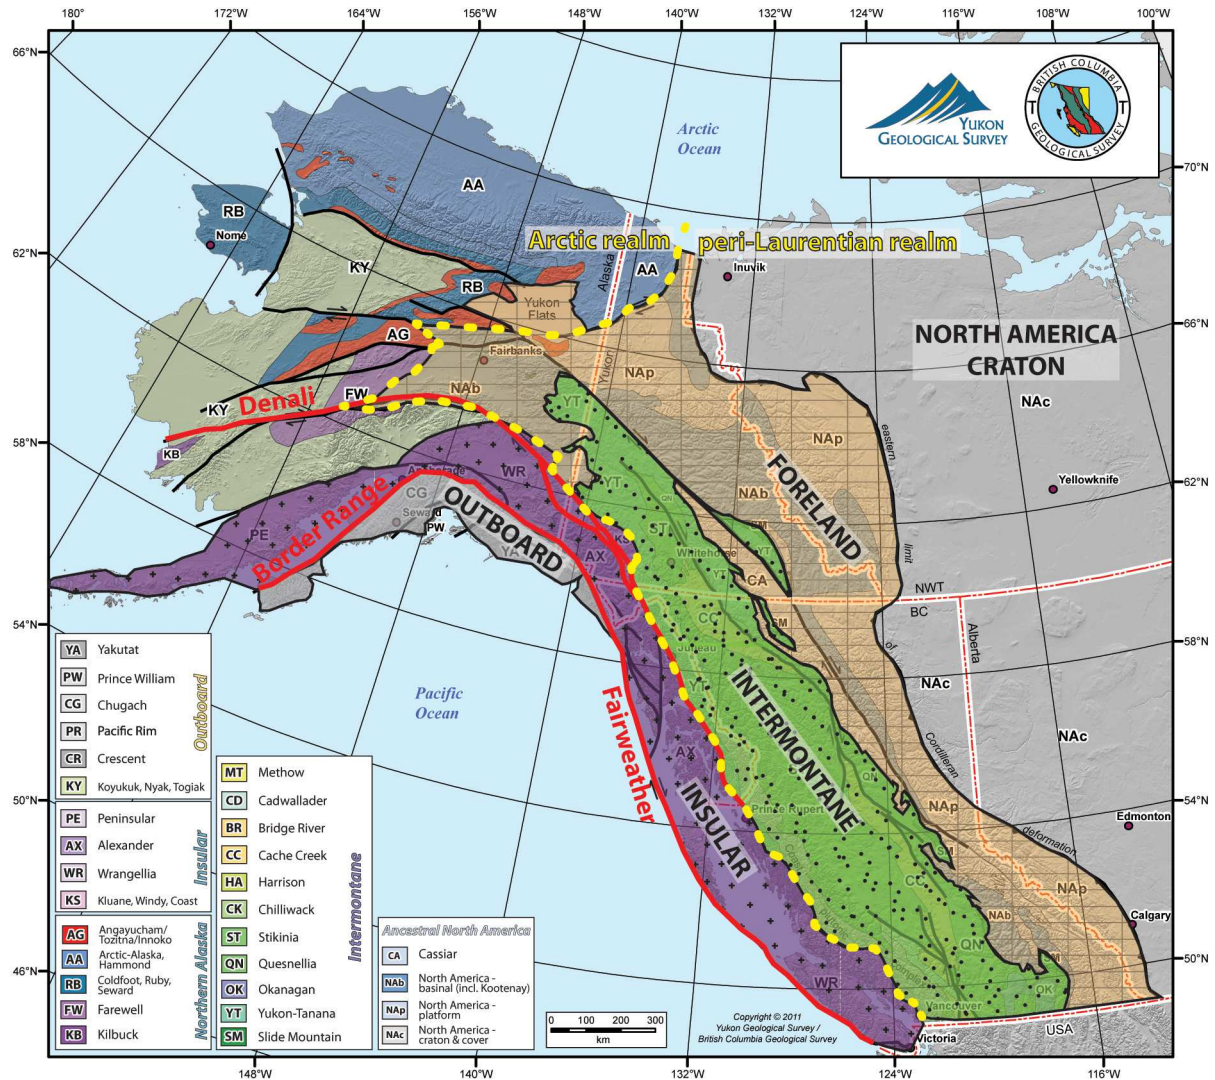 180°
172°W
164°W
156°W
148°W
140°W
132°W
124°W
116°W
108°W
100°W
66°N
62°N
58°N
54°N
50°N
46°N
70°N
66°N
62°N
58°N
54°N
50°N
148°W
140°W
132°W
124°W
116°W
YUKON
GEOLOGICAL SURVEY
BRITISH COLUMBIA
GEOLOGICAL SURVEY
Arctic
Ocean
AA
RB
Nome
KY
RB
AA
Alaska
Yukon
Arctic realm
peri-Laurentian realm
Inuvik
Yukon
Flats
AG
Fairbanks
NORTH AMERICA
CRATON
NAc
NAp
NAb
FW
KY
Denali
KB
YT
NAp
eastern
Yellowknife
FORELAND
NAb
WR
YT
QN
ST
SM
YT
Anchorage
CG
Seward
PW
OUTBOARD
YA
PE
Border Range
KS
AX
Whitehorse
YT
CA
limit
NWT
BC
CC
SM
Juneau
YT
of
Alberta
NAc
Pacific
Ocean
Fairweather
INTERMONTANE
AX
INSULAR
QN
Prince Rupert
Cordilleran
NAc
NAp
deformation
Edmonton
SM
CC
NAp
NAb
Calgary
QN
WR
OK
Vancouver
Victoria
USA
YA Yakutat
PW Prince William
CG Chugach
PR Pacific Rim
CR Crescent
KY Koyukuk, Nyak, Togiak
Outboard
PE Peninsular
AX Alexander
WR Wrangellia
KS Kluane, Windy, Coast
Insular
AG Angayucham/
Tozitna/Innoko
AA Arctic-Alaska,
Hammond
RB Coldfoot, Ruby,
Seward
FW Farewell
KB Kilbuck
Northern Alaska
MT Methow
CD Cadwallader
BR Bridge River
CC Cache Creek
HA Harrison
CK Chilliwack
ST Stikinia
QN Quesnellia
OK Okanagan
YT Yukon-Tanana
SM Slide Mountain
Intermontane
Ancestral North America
CA Cassiar
NAb North America -
basinal (incl. Kootenay)
NAp North America -
platform
NAc North America -
craton & cover
0 100 200 300
km
Copyright © 2011
Yukon Geological Survey /
British Columbia Geological Survey